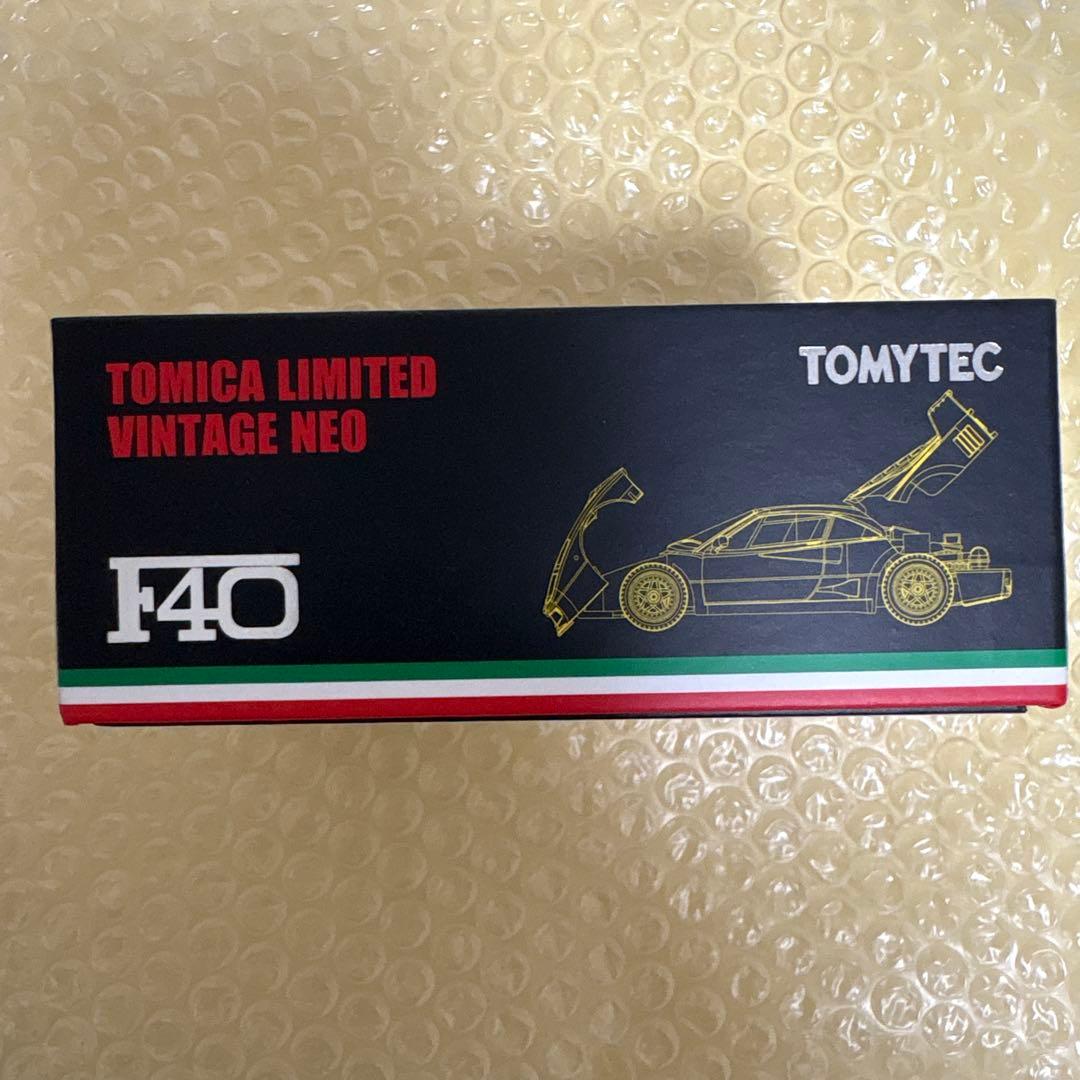 TOMICA LIMITED
VINTAGE NEO
TOMYTEC
F40